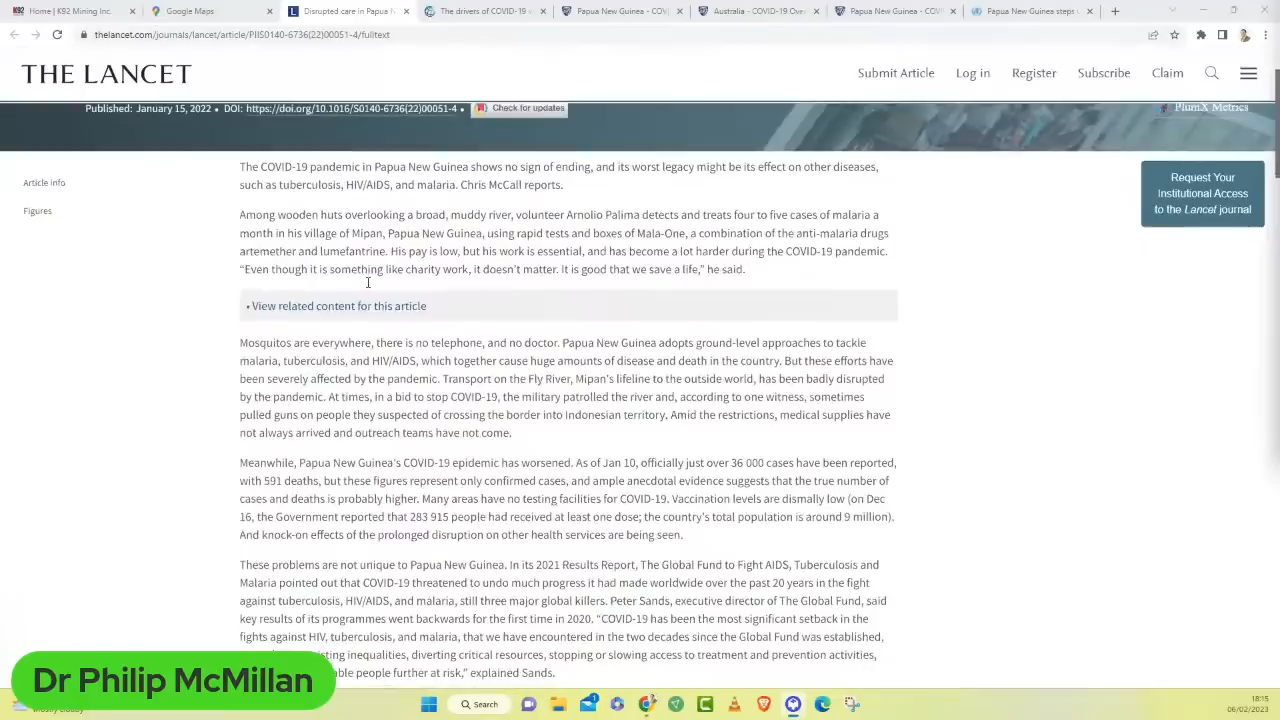 K92 Home | K92 Mining Inc.
Google Maps
Disrupted care in Papua N
The drivers of COVID-19 v
Papua New Guinea - COV
Australia - COVID-19 Ove
Papua New Guinea - COV
Papua New Guinea steps u
thelancet.com/journals/lancet/article/PIIS0140-6736(22)00051-4/fulltext
THE LANCET
Submit Article
Log in
Register
Subscribe
Claim
Published: January 15, 2022 • DOI: https://doi.org/10.1016/S0140-6736(22)00051-4 •
Check for updates
PlumX Metrics
Article Info
Figures
Request Your
Institutional Access
to the Lancet journal
The COVID-19 pandemic in Papua New Guinea shows no sign of ending, and its worst legacy might be its effect on other diseases,
such as tuberculosis, HIV/AIDS, and malaria. Chris McCall reports.
Among wooden huts overlooking a broad, muddy river, volunteer Arnolio Palima detects and treats four to five cases of malaria a
month in his village of Mipan, Papua New Guinea, using rapid tests and boxes of Mala-One, a combination of the anti-malaria drugs
artemether and lumefantrine. His pay is low, but his work is essential, and has become a lot harder during the COVID-19 pandemic.
“Even though it is something like charity work, it doesn’t matter. It is good that we save a life,” he said.
• View related content for this article
Mosquitos are everywhere, there is no telephone, and no doctor. Papua New Guinea adopts ground-level approaches to tackle
malaria, tuberculosis, and HIV/AIDS, which together cause huge amounts of disease and death in the country. But these efforts have
been severely affected by the pandemic. Transport on the Fly River, Mipan’s lifeline to the outside world, has been badly disrupted
by the pandemic. At times, in a bid to stop COVID-19, the military patrolled the river and, according to one witness, sometimes
pulled guns on people they suspected of crossing the border into Indonesian territory. Amid the restrictions, medical supplies have
not always arrived and outreach teams have not come.
Meanwhile, Papua New Guinea’s COVID-19 epidemic has worsened. As of Jan 10, officially just over 36 000 cases have been reported,
with 591 deaths, but these figures represent only confirmed cases, and ample anecdotal evidence suggests that the true number of
cases and deaths is probably higher. Many areas have no testing facilities for COVID-19. Vaccination levels are dismally low (on Dec
16, the Government reported that 283 915 people had received at least one dose; the country’s total population is around 9 million).
And knock-on effects of the prolonged disruption on other health services are being seen.
These problems are not unique to Papua New Guinea. In its 2021 Results Report, The Global Fund to Fight AIDS, Tuberculosis and
Malaria pointed out that COVID-19 threatened to undo much progress it had made worldwide over the past 20 years in the fight
against tuberculosis, HIV/AIDS, and malaria, still three major global killers. Peter Sands, executive director of The Global Fund, said
key results of its programmes went backwards for the first time in 2020. “COVID-19 has been the most significant setback in the
fights against HIV, tuberculosis, and malaria, that we have encountered in the two decades since the Global Fund was established,
isting inequalities, diverting critical resources, stopping or slowing access to treatment and prevention activities,
able people further at risk,” explained Sands.
Dr Philip McMillan
Search
18:15
06/02/2023